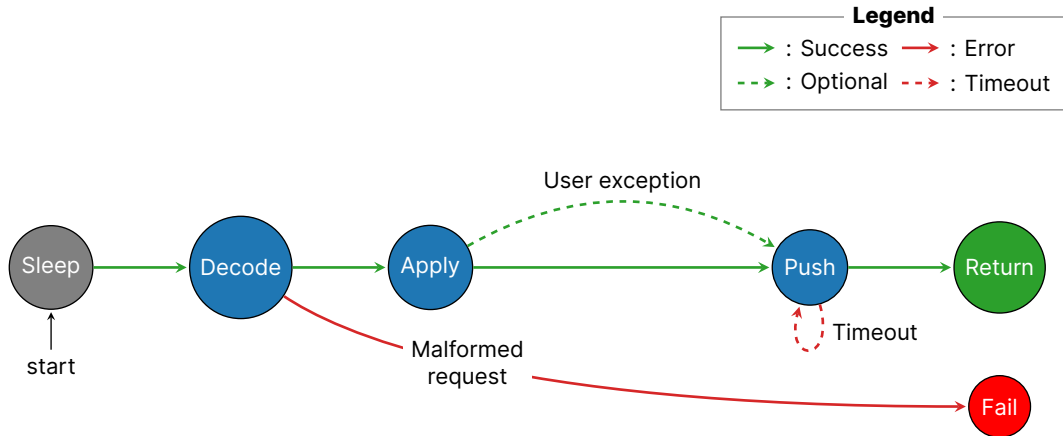 Legend
: Success
: Error
: Optional
: Timeout
User exception
Sleep
Decode
Apply
Push
Return
Timeout
start
Malformed
request
Fail